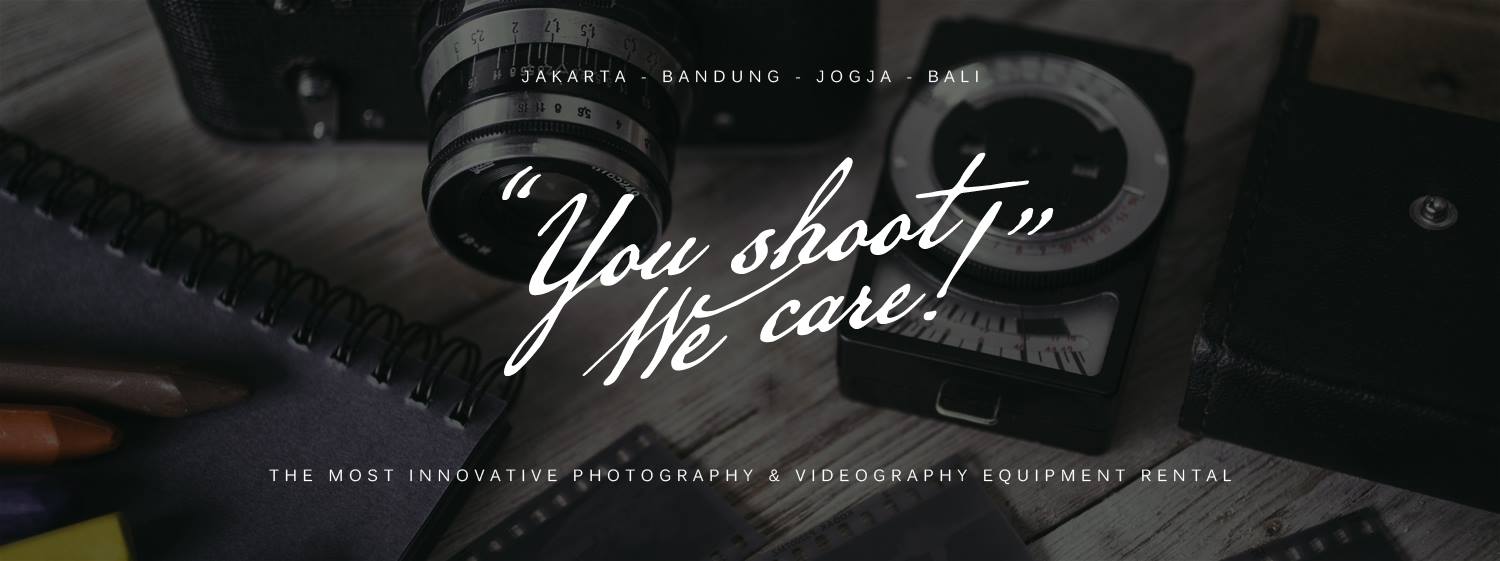 JAKARTA - BANDUNG - JOGJA - BALI
“You shoot!”
We care!
THE MOST INNOVATIVE PHOTOGRAPHY & VIDEOGRAPHY EQUIPMENT RENTAL